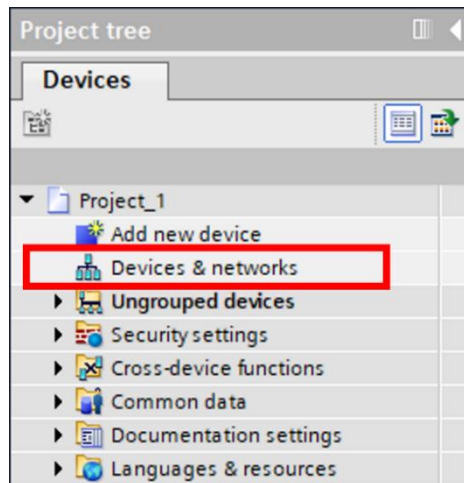 Project tree
Devices
Project_1
Add new device
Devices & networks
Ungrouped devices
Security settings
Cross-device functions
Common data
Documentation settings
Languages & resources